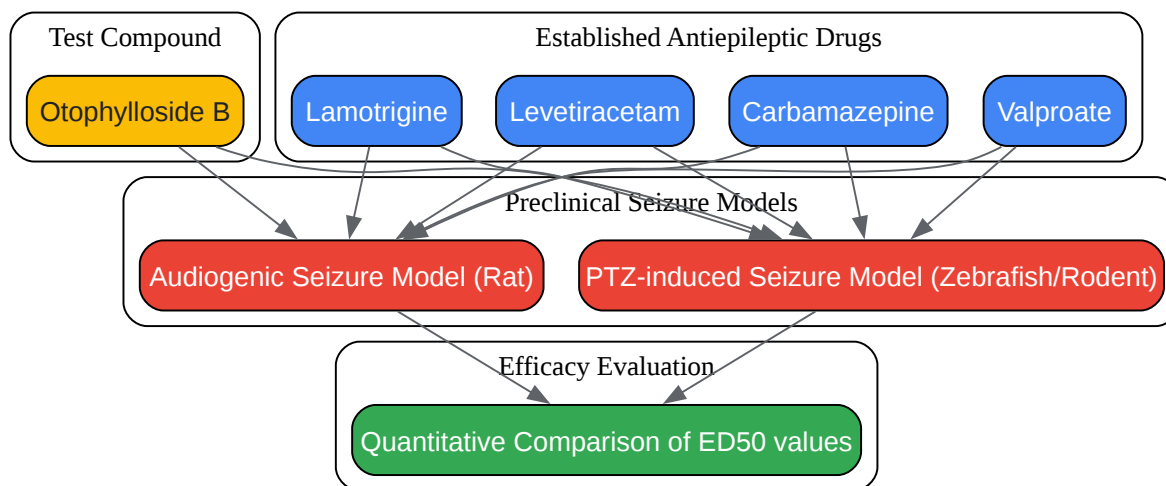 Test Compound
Established Antiepileptic Drugs
Otophylloside B
Lamotrigine
Levetiracetam
Carbamazepine
Valproate
Preclinical Seizure Models
Audiogenic Seizure Model (Rat)
PTZ-induced Seizure Model (Zebrafish/Rodent)
Efficacy Evaluation
Quantitative Comparison of ED50 values